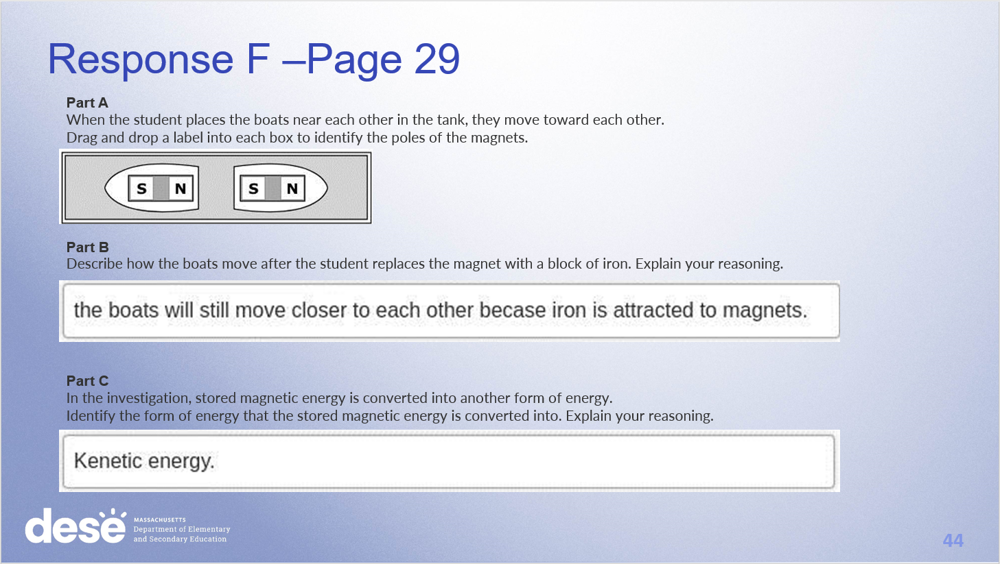 Response F –Page 29
Part A
When the student places the boats near each other in the tank, they move toward each other.
Drag and drop a label into each box to identify the poles of the magnets.
S N S N
Part B
Describe how the boats move after the student replaces the magnet with a block of iron. Explain your reasoning.
the boats will still move closer to each other becase iron is attracted to magnets.
Part C
In the investigation, stored magnetic energy is converted into another form of energy.
Identify the form of energy that the stored magnetic energy is converted into. Explain your reasoning.
Kenetic energy.
dese
MASSACHUSETTS
Department of Elementary
and Secondary Education
44